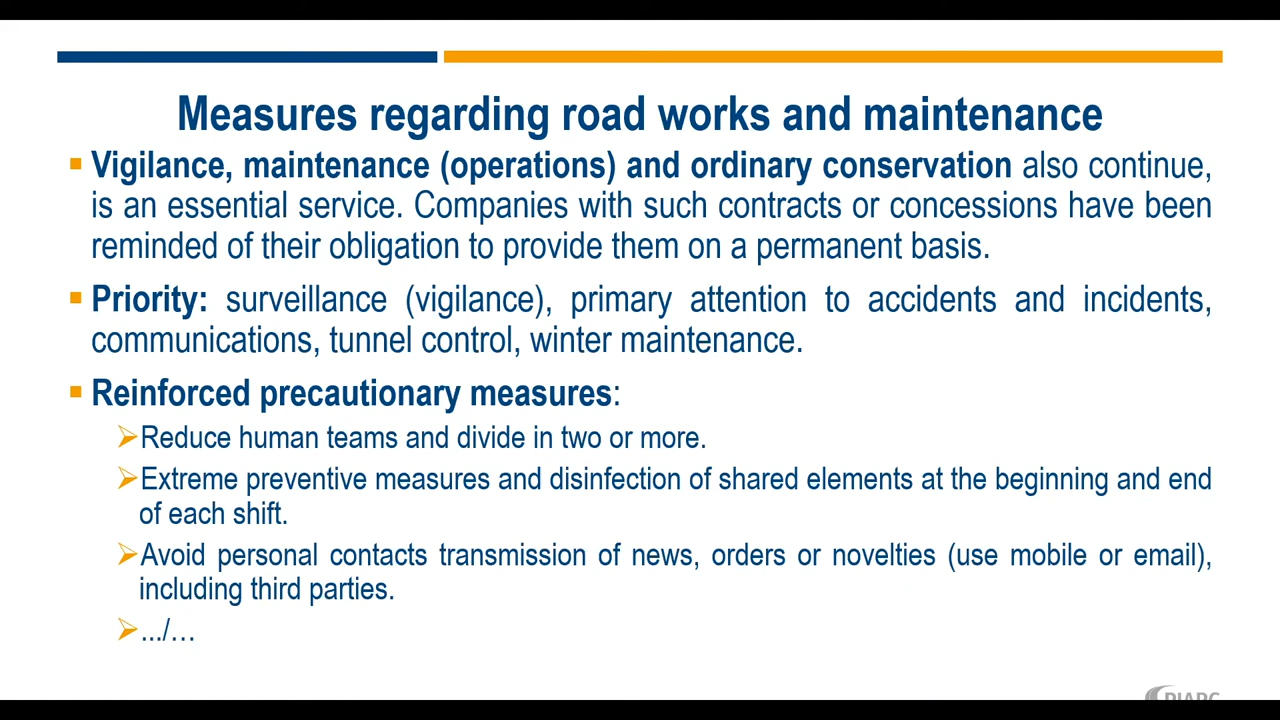 Measures regarding road works and maintenance
▪ Vigilance, maintenance (operations) and ordinary conservation also continue,
is an essential service. Companies with such contracts or concessions have been
reminded of their obligation to provide them on a permanent basis.
▪ Priority: surveillance (vigilance), primary attention to accidents and incidents,
communications, tunnel control, winter maintenance.
▪ Reinforced precautionary measures:
➢Reduce human teams and divide in two or more.
➢Extreme preventive measures and disinfection of shared elements at the beginning and end
of each shift.
➢Avoid personal contacts transmission of news, orders or novelties (use mobile or email),
including third parties.
➢.../…
PIARC